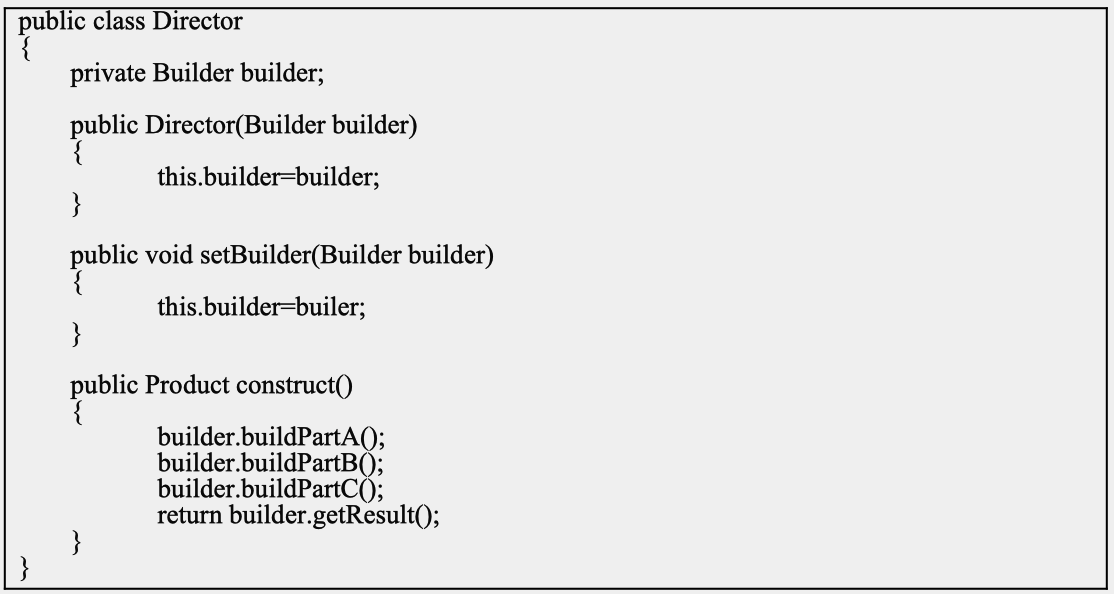 public class Director
{
private Builder builder;
public Director(Builder builder)
{
this.builder=builder;
}
public void setBuilder(Builder builder)
{
this.builder=builer;
}
public Product construct()
{
builder.buildPartA();
builder.buildPartB();
builder.buildPartC();
return builder.getResult();
}
}